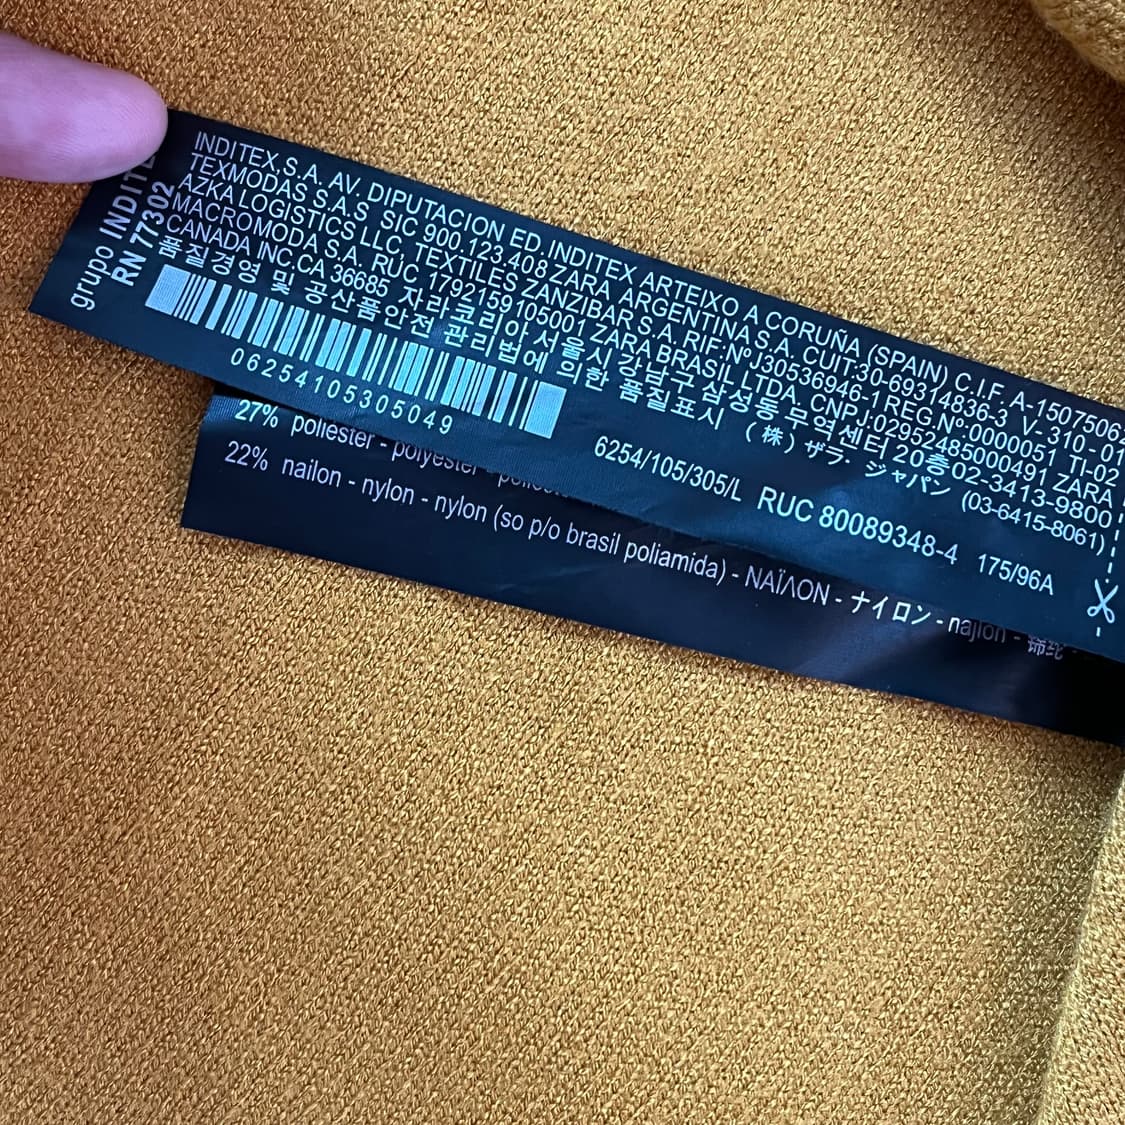 grupo INDITE
RN 77302
INDITEX.S.A. AV. DIPUTACION ED.INDITEX ARTEIXO A CORUÑA (SPAIN) C.I.F. A-1507506
TEXMODAS S.A.S SIC 900.123.408 ZARA ARGENTINA S.A. CUIT:30-69314836-3 V-310-01
AZKA LOGISTICS LLC, TEXTILES ZANZIBAR S.A. RIF:Nº J30536946-1 REG.Nº:0000051 TI-02
MACROMODA S.A. RUC 1792159105001 ZARA BRASIL LTDA. CNPJ:02952485000491 ZARA
CANADA INC.CA 36685 자라코리아 서울시 강남구 삼성동 무역센터 20층02-3413-9800
품질경영 및 공산품안전 관리법에 의한 품질표시 (株) ザラ・ジャパン (03-6415-8061)
06254105305049
6254/105/305/L RUC 80089348-4 175/96A
27% poliéster - polyester -
22% nailon - nylon - nylon (so p/o brasil poliamida) - ΝΑΪΛΟΝ - ナイロン - najlon -